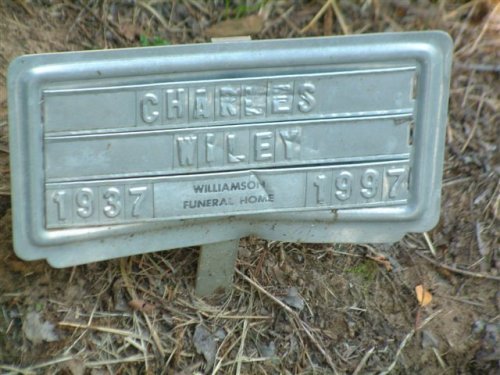 CHARLES
WILEY
1937 WILLIAMSON FUNERAL HOME 1997